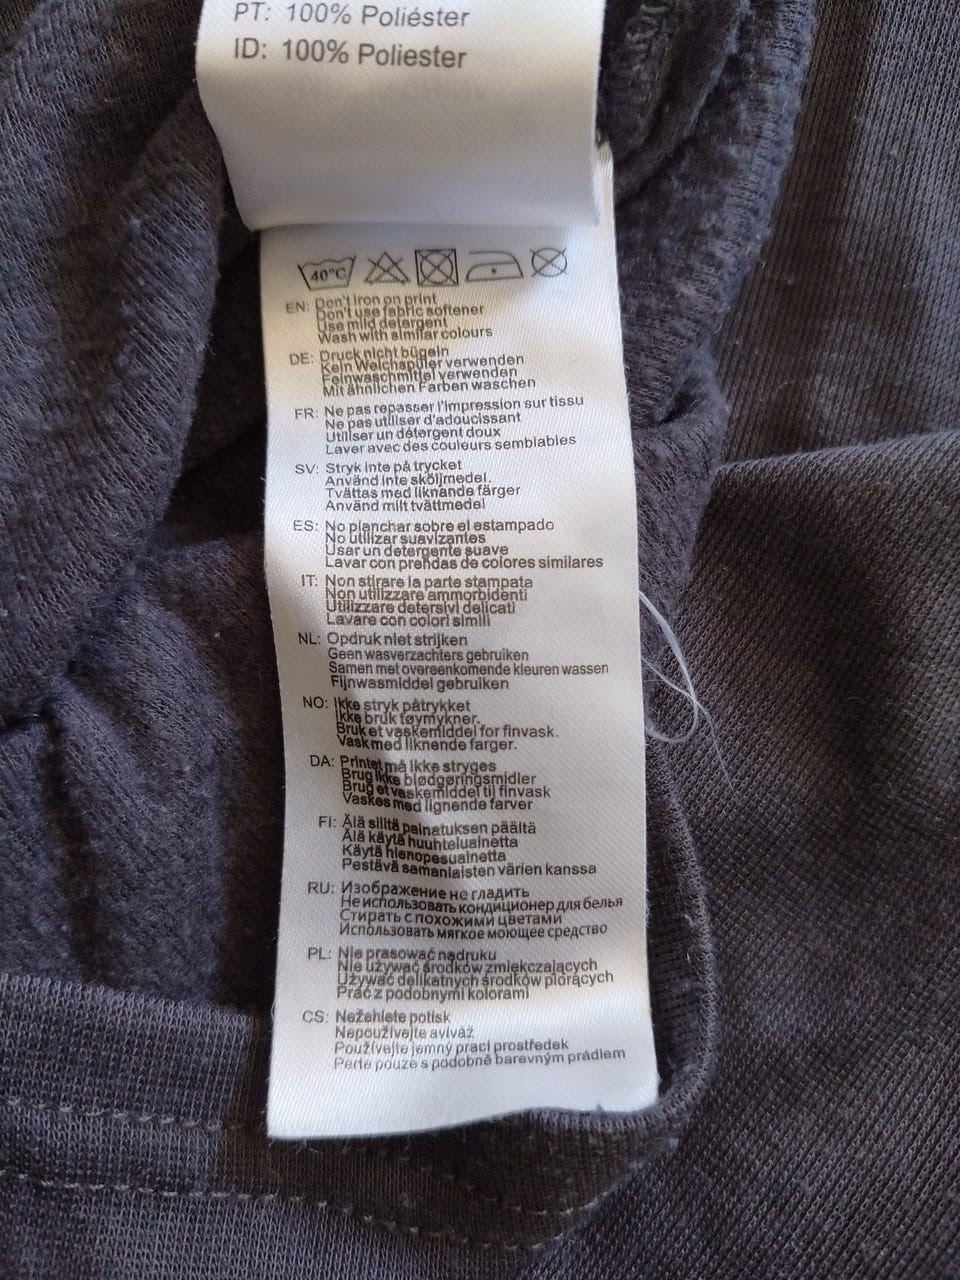 PT: 100% Poliéster
ID: 100% Poliester
40°C
EN: Don't iron on print
Don't use fabric softener
Use mild detergent
Wash with similar colours
DE: Druck nicht bügeln
Kein Weichspüler verwenden
Feinwaschmittel verwenden
Mit ähnlichen Farben waschen
FR: Ne pas repasser l'impression sur tissu
Ne pas utiliser d'adoucissant
Utiliser un détergent doux
Laver avec des couleurs semblables
SV: Stryk inte på trycket
Använd inte sköljmedel.
Tvättas med liknande färger
Använd milt tvättmedel
ES: No planchar sobre el estampado
No utilizar suavizantes
Usar un detergente suave
Lavar con prendas de colores similares
IT: Non stirare la parte stampata
Non utilizzare ammorbidenti
Utilizzare detersivi delicati
Lavare con colori simili
NL: Opdruk niet strijken
Geen wasverzachters gebruiken
Samen met overeenkomende kleuren wassen
Fijnwasmiddel gebruiken
NO: Ikke stryk påtrykket
Ikke bruk tøymykner.
Bruk et vaskemiddel for finvask.
Vask med liknende farger.
DA: Printet må ikke stryges
Brug ikke blødgøringsmidler
Brug et vaskemiddel til finvask
Vaskes med lignende farver
FI: Älä silitä painatuksen päältä
Älä käytä huuhteluainetta
Käytä hienopesuainetta
Pestävä samanlaisten värien kanssa
RU: Изображение не гладить
Не использовать кондиционер для белья
Стирать с похожими цветами
Использовать мягкое моющее средство
PL: Nie prasować nadruku
Nie używać środków zmiękczających
Używać delikatnych środków piorących
Prać z podobnymi kolorami
CS: Nežehlete potisk
Nepoužívejte aviváž
Používejte jemný prací prostředek
Perte pouze s podobně barevným prádlem